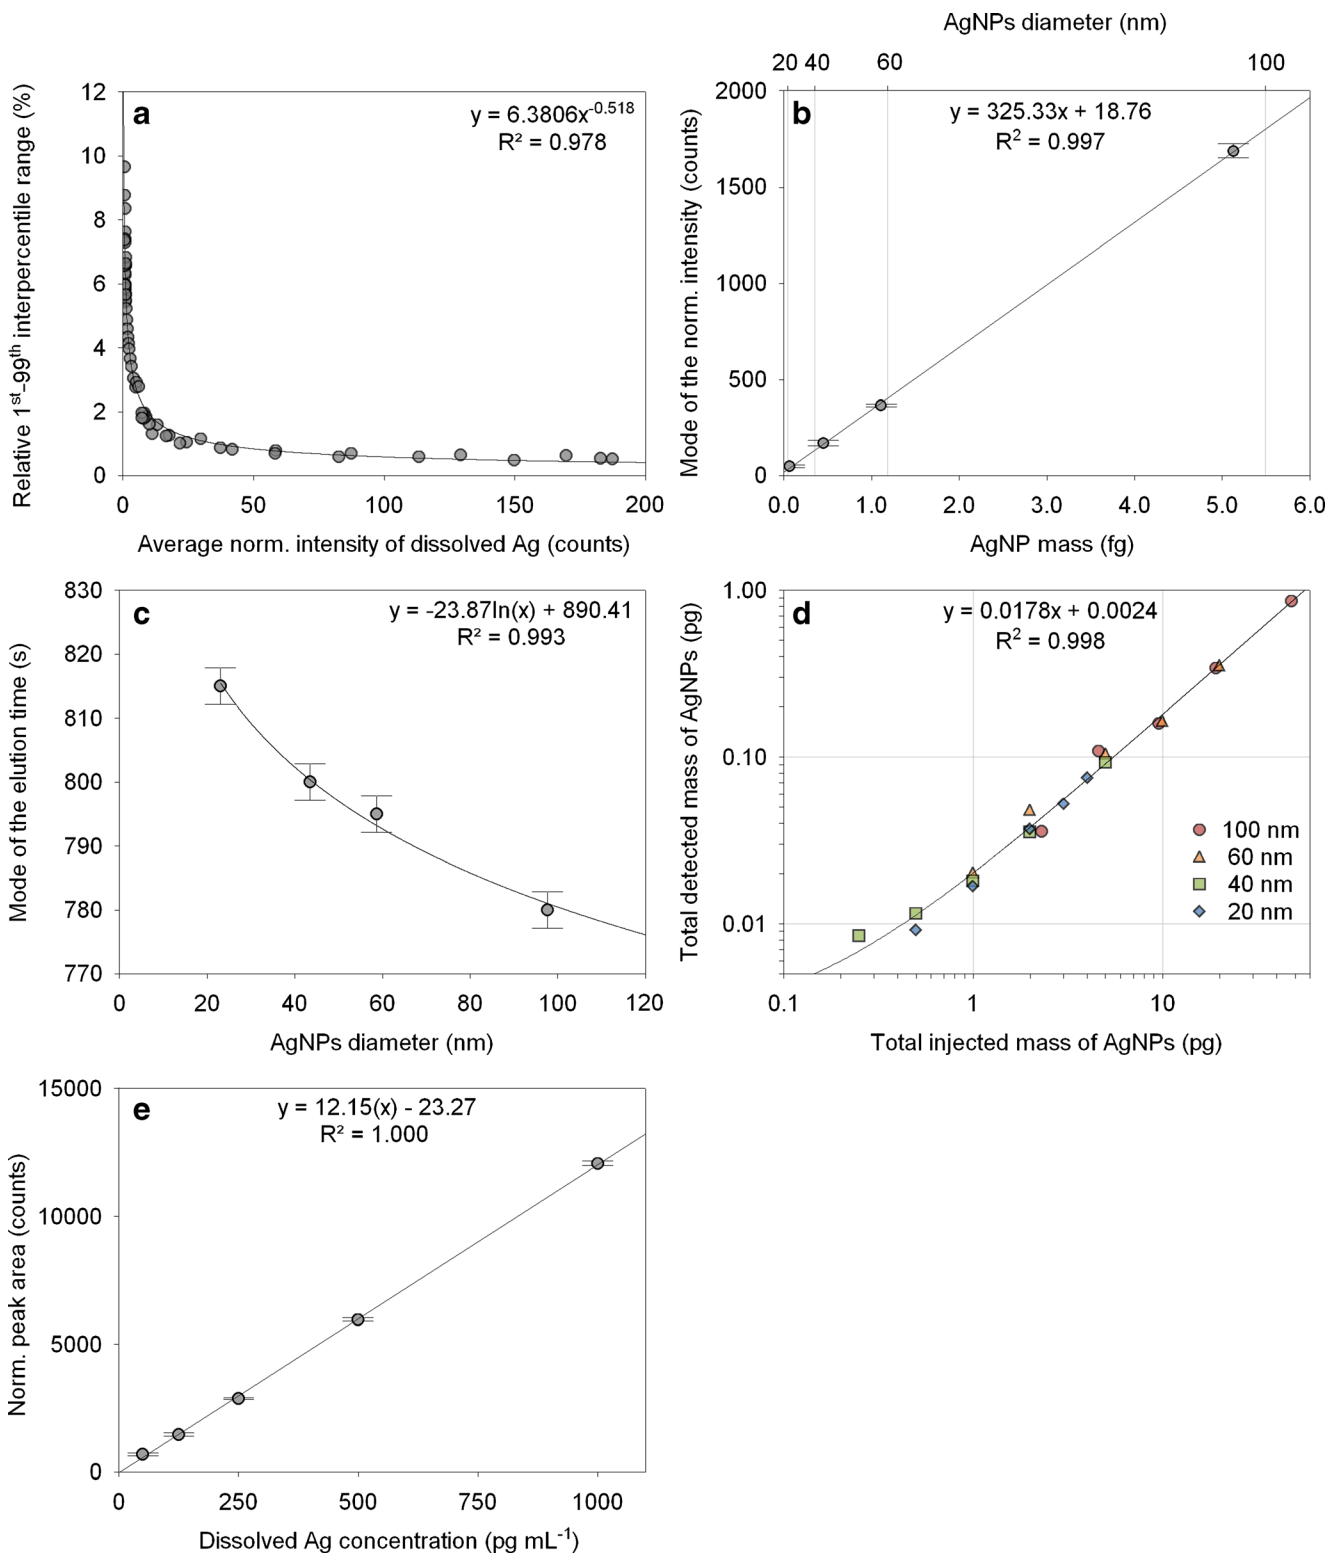 a
y = 6.3806x^-0.518
R² = 0.978
Relative 1st-99th interpercentile range (%)
12
10
8
6
4
2
0
0 50 100 150 200
Average norm. intensity of dissolved Ag (counts)
AgNPs diameter (nm)
20 40 60 100
b
y = 325.33x + 18.76
R² = 0.997
Mode of the norm. intensity (counts)
2000
1500
1000
500
0
0.0 1.0 2.0 3.0 4.0 5.0 6.0
AgNP mass (fg)
c
y = -23.87ln(x) + 890.41
R² = 0.993
Mode of the elution time (s)
830
820
810
800
790
780
770
0 20 40 60 80 100 120
AgNPs diameter (nm)
d
y = 0.0178x + 0.0024
R² = 0.998
Total detected mass of AgNPs (pg)
1.00
0.10
0.01
100 nm
60 nm
40 nm
20 nm
0.1 1 10
Total injected mass of AgNPs (pg)
e
y = 12.15(x) - 23.27
R² = 1.000
Norm. peak area (counts)
15000
10000
5000
0
0 250 500 750 1000
Dissolved Ag concentration (pg mL⁻¹)